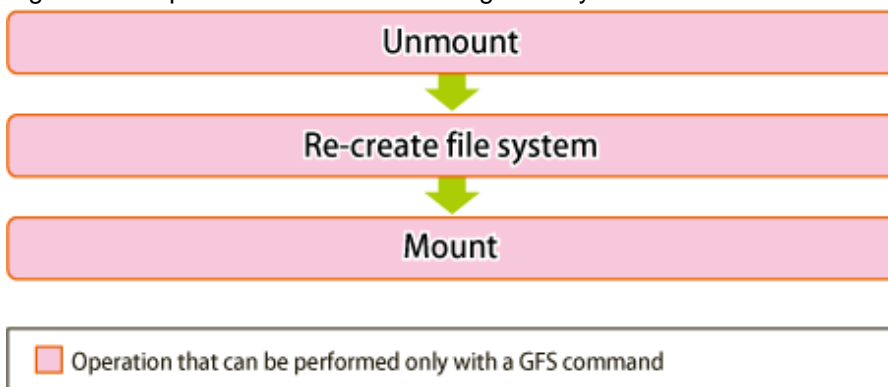 Unmount
Re-create file system
Mount
Operation that can be performed only with a GFS command